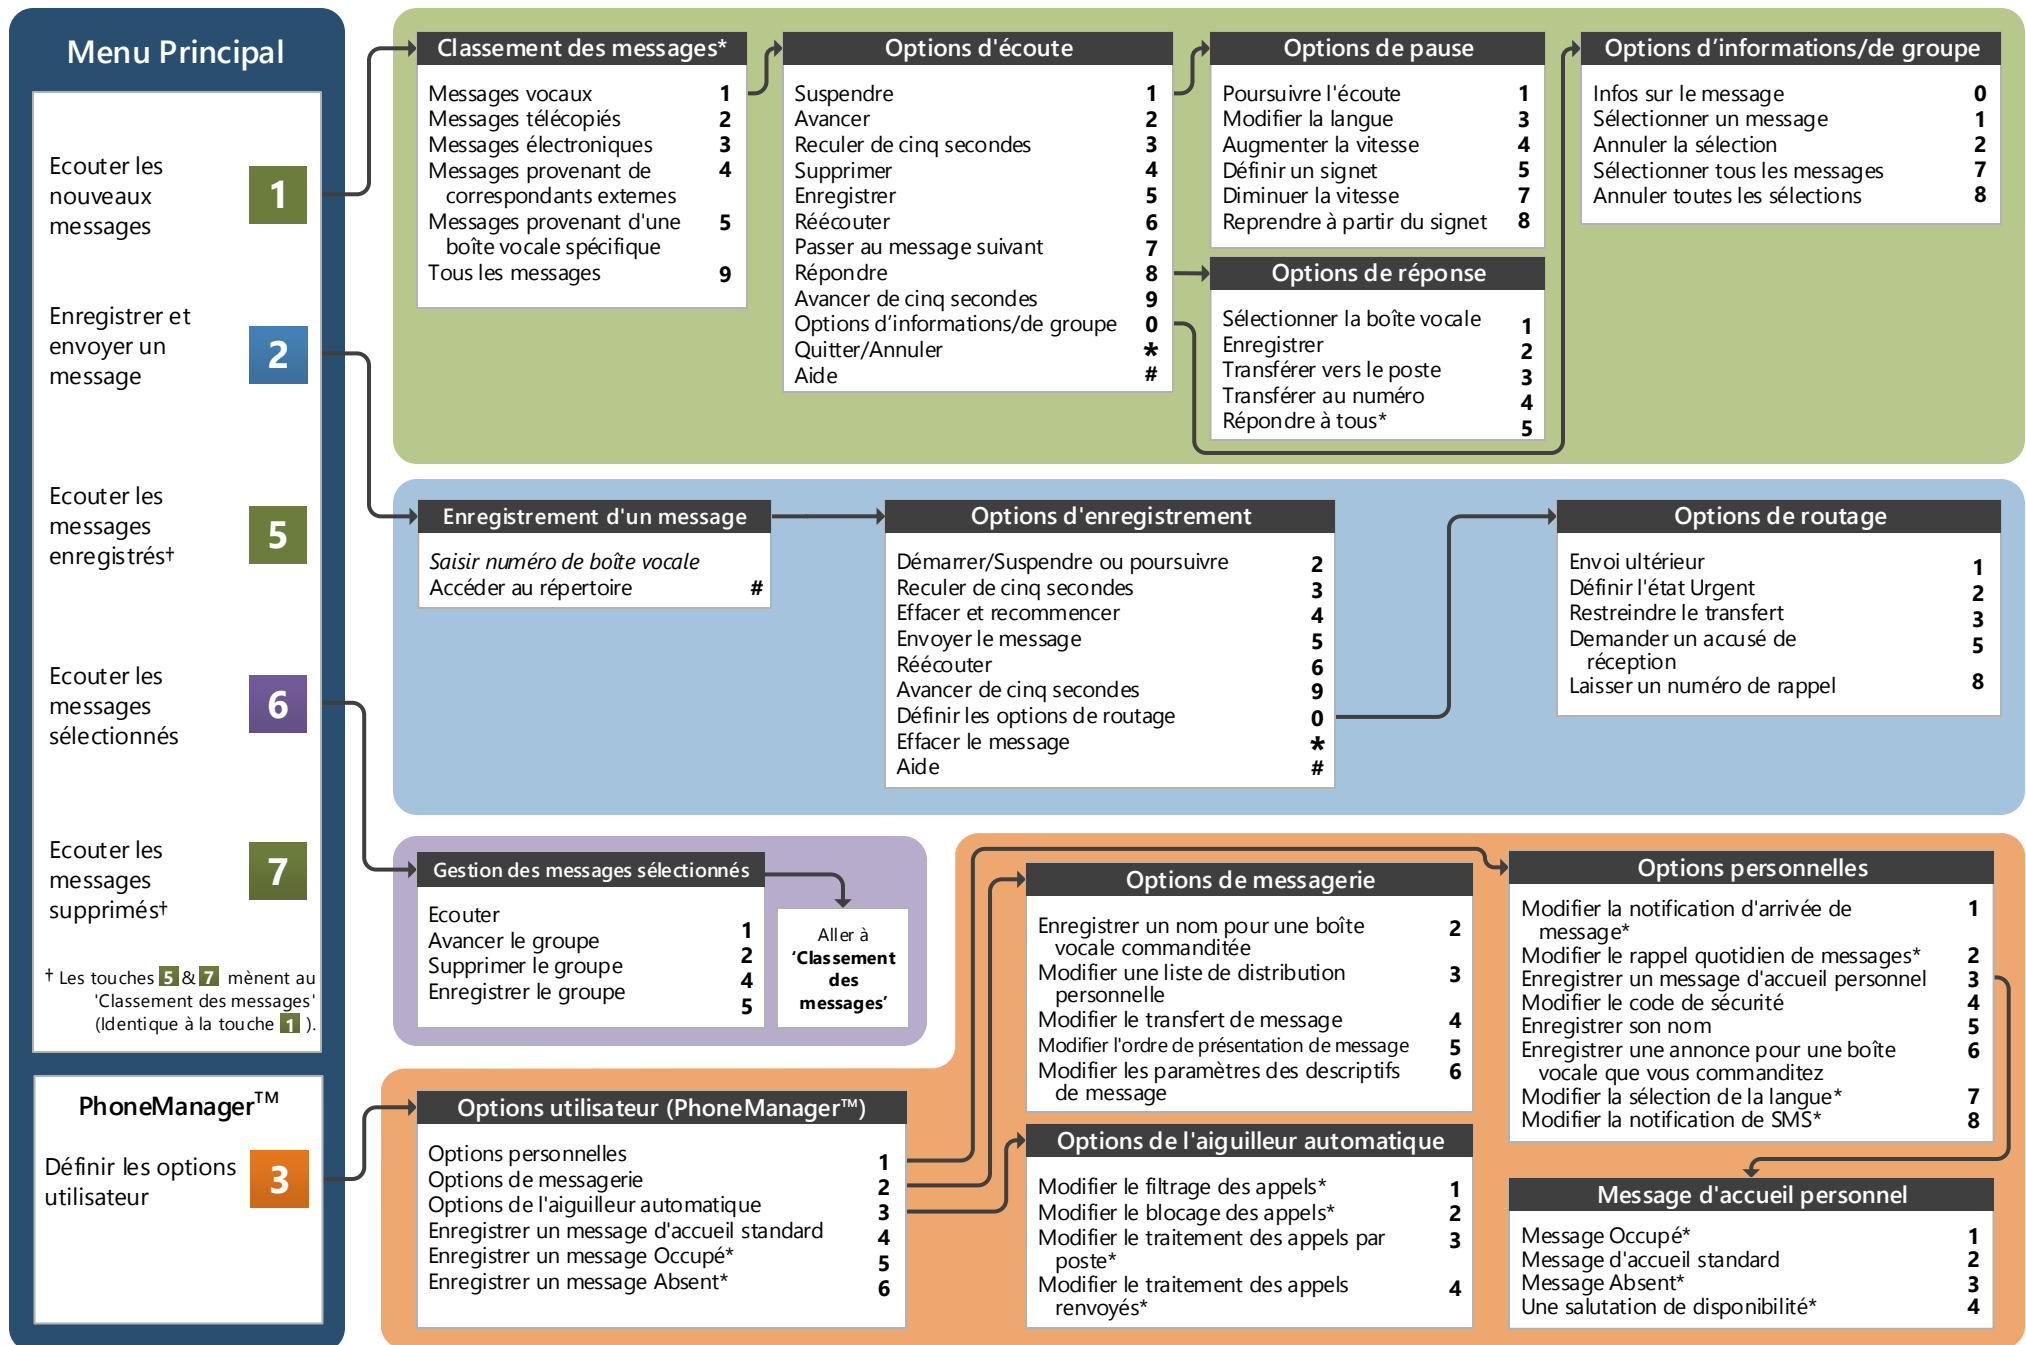 Menu Principal
Ecouter les
nouveaux
messages
1
Enregistrer et
envoyer un
message
2
Ecouter les
messages
enregistrés†
5
Ecouter les
messages
sélectionnés
6
Ecouter les
messages
supprimés†
7
† Les touches 5 & 7 mènent au
'Classement des messages'
(Identique à la touche 1 ).
PhoneManager™
Définir les options
utilisateur
3
Classement des messages*
Messages vocaux 1
Messages télécopiés 2
Messages électroniques 3
Messages provenant de 4
correspondants externes
Messages provenant d'une 5
boîte vocale spécifique
Tous les messages 9
Options d'écoute
Suspendre 1
Avancer 2
Reculer de cinq secondes 3
Supprimer 4
Enregistrer 5
Réécouter 6
Passer au message suivant 7
Répondre 8
Avancer de cinq secondes 9
Options d’informations/de groupe 0
Quitter/Annuler *
Aide #
Options de pause
Poursuivre l'écoute 1
Modifier la langue 3
Augmenter la vitesse 4
Définir un signet 5
Diminuer la vitesse 7
Reprendre à partir du signet 8
Options de réponse
Sélectionner la boîte vocale 1
Enregistrer 2
Transférer vers le poste 3
Transférer au numéro 4
Répondre à tous* 5
Options d’informations/de groupe
Infos sur le message 0
Sélectionner un message 1
Annuler la sélection 2
Sélectionner tous les messages 7
Annuler toutes les sélections 8
Enregistrement d'un message
Saisir numéro de boîte vocale
Accéder au répertoire #
Options d'enregistrement
Démarrer/Suspendre ou poursuivre 2
Reculer de cinq secondes 3
Effacer et recommencer 4
Envoyer le message 5
Réécouter 6
Avancer de cinq secondes 9
Définir les options de routage 0
Effacer le message *
Aide #
Options de routage
Envoi ultérieur 1
Définir l'état Urgent 2
Restreindre le transfert 3
Demander un accusé de 5
réception
Laisser un numéro de rappel 8
Gestion des messages sélectionnés
Ecouter 1
Avancer le groupe 2
Supprimer le groupe 4
Enregistrer le groupe 5
Aller à
‘Classement
des
messages’
Options utilisateur (PhoneManager™)
Options personnelles 1
Options de messagerie 2
Options de l'aiguilleur automatique 3
Enregistrer un message d'accueil standard 4
Enregistrer un message Occupé* 5
Enregistrer un message Absent* 6
Options de messagerie
Enregistrer un nom pour une boîte 2
vocale commanditée
Modifier une liste de distribution 3
personnelle
Modifier le transfert de message 4
Modifier l'ordre de présentation de message 5
Modifier les paramètres des descriptifs 6
de message
Options de l'aiguilleur automatique
Modifier le filtrage des appels* 1
Modifier le blocage des appels* 2
Modifier le traitement des appels par 3
poste*
Modifier le traitement des appels 4
renvoyés*
Options personnelles
Modifier la notification d'arrivée de 1
message*
Modifier le rappel quotidien de messages* 2
Enregistrer un message d'accueil personnel 3
Modifier le code de sécurité 4
Enregistrer son nom 5
Enregistrer une annonce pour une boîte 6
vocale que vous commanditez
Modifier la sélection de la langue* 7
Modifier la notification de SMS* 8
Message d'accueil personnel
Message Occupé* 1
Message d'accueil standard 2
Message Absent* 3
Une salutation de disponibilité* 4